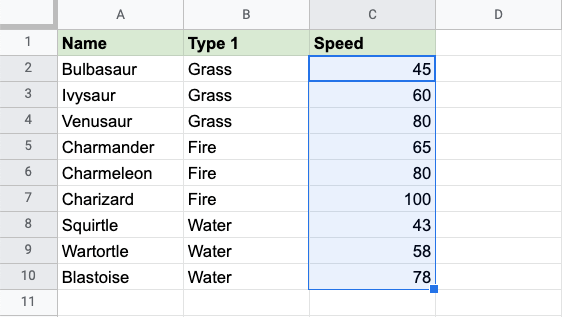 A B C D
1 Name Type 1 Speed
2 Bulbasaur Grass 45
3 Ivysaur Grass 60
4 Venusaur Grass 80
5 Charmander Fire 65
6 Charmeleon Fire 80
7 Charizard Fire 100
8 Squirtle Water 43
9 Wartortle Water 58
10 Blastoise Water 78
11